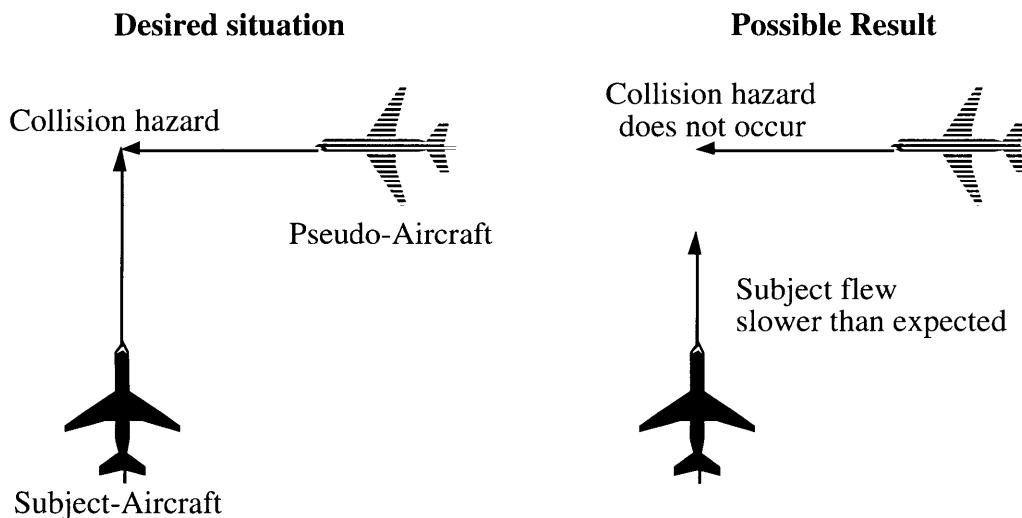 Desired situation
Possible Result
Collision hazard
Pseudo-Aircraft
Subject-Aircraft
Collision hazard
does not occur
Subject flew
slower than expected